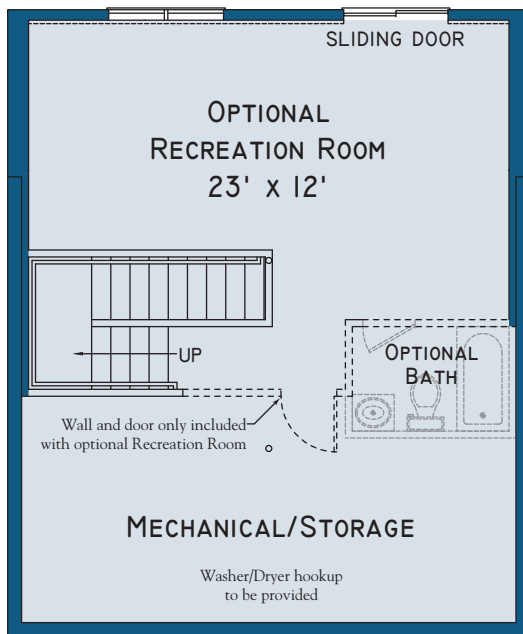 SLIDING DOOR
OPTIONAL
RECREATION ROOM
23' X 12'
UP
OPTIONAL
BATH
Wall and door only included
with optional Recreation Room
MECHANICAL/STORAGE
Washer/Dryer hookup
to be provided